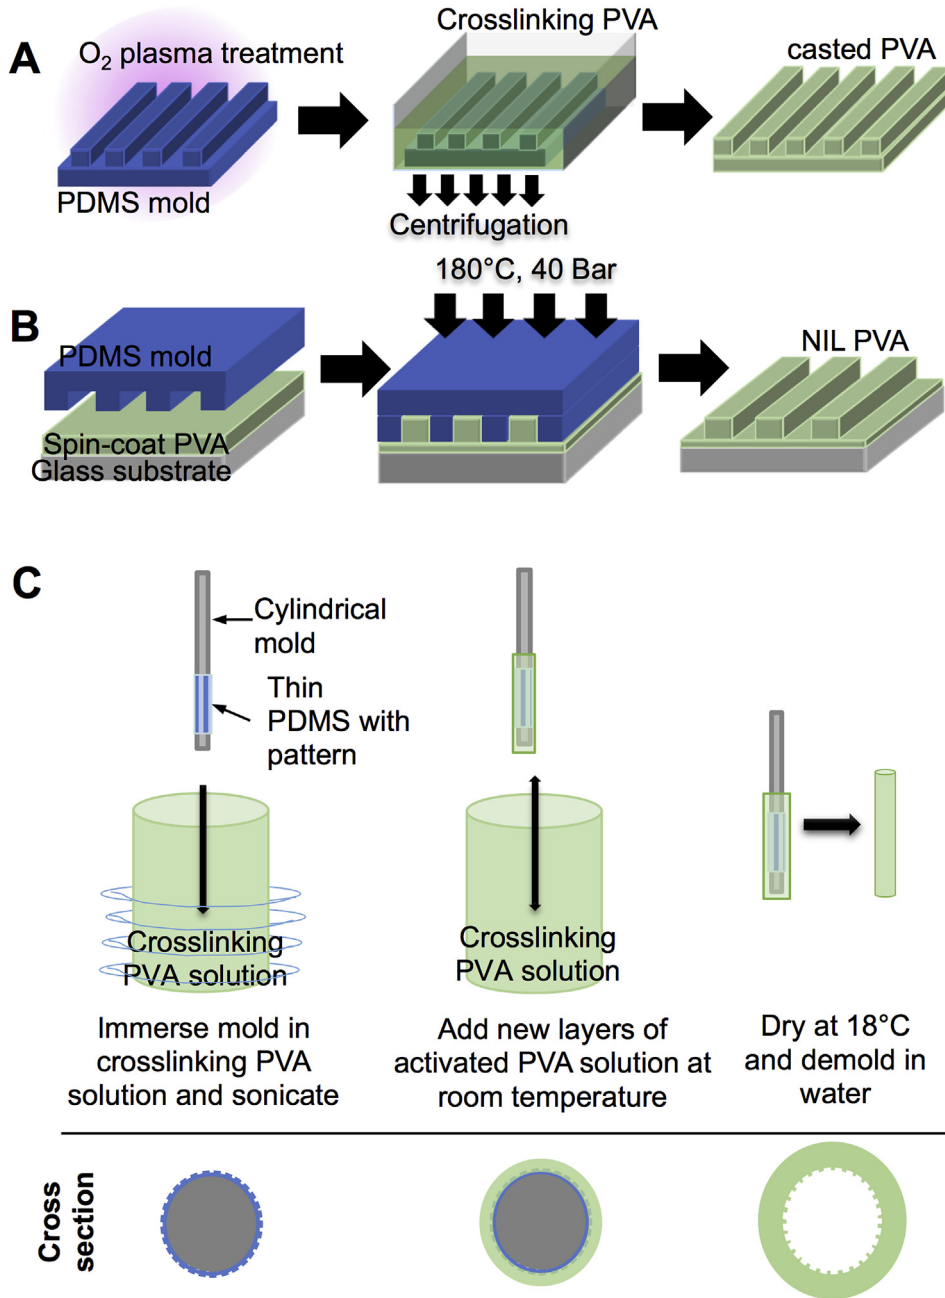 A
O₂ plasma treatment
PDMS mold
Crosslinking PVA
Centrifugation
casted PVA
B
PDMS mold
Spin-coat PVA
Glass substrate
180°C, 40 Bar
NIL PVA
C
Cylindrical
mold
Thin
PDMS with
pattern
Crosslinking
PVA solution
Immerse mold in
crosslinking PVA
solution and sonicate
Crosslinking
PVA solution
Add new layers of
activated PVA solution at
room temperature
Dry at 18°C
and demold in
water
Cross
section